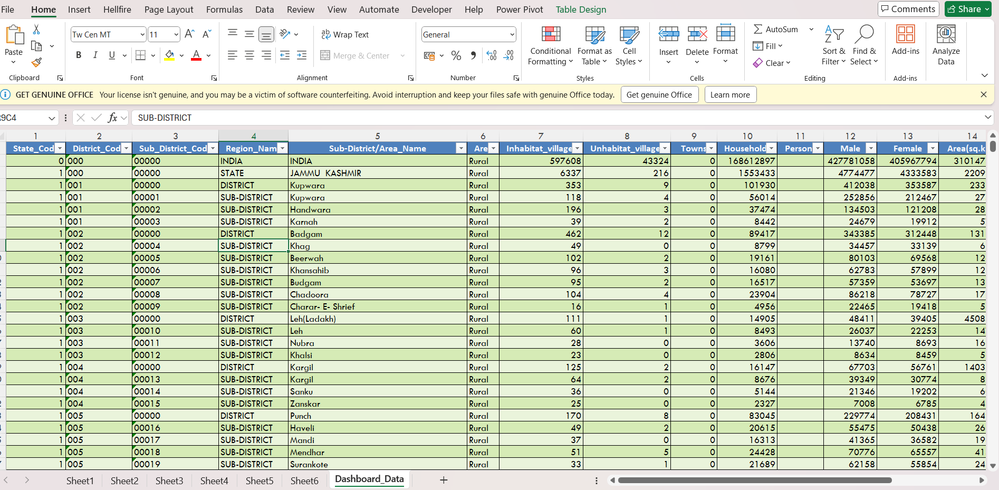 File Home Insert Hellfire Page Layout Formulas Data Review View Automate Developer Help Power Pivot Table Design Comments Share
Tw Cen MT 11 Wrap Text General AutoSum
Paste B I U Merge & Center % Conditional Formatting Format as Table Cell Styles Insert Delete Format Fill Clear Sort & Filter Find & Select Add-ins Analyze Data
Clipboard Font Alignment Number Styles Cells Editing Add-ins
GET GENUINE OFFICE Your license isn't genuine, and you may be a victim of software counterfeiting. Avoid interruption and keep your files safe with genuine Office today. Get genuine Office Learn more
9C4 fx SUB-DISTRICT
1 2 3 4 5 6 7 8 9 10 11 12 13 14
State_Cod District_Cod Sub_District_Cod Region_Nam Sub-District/Area_Name Are Inhabitat_village Unhabitat_village Towns Household Person Male Female Area(sq.k
0 000 00000 INDIA INDIA Rural 597608 43324 0 168612897 427781058 405967794 310147
1 000 00000 STATE JAMMU KASHMIR Rural 6337 216 0 1553433 4774477 4333583 2209
1 001 00000 DISTRICT Kupwara Rural 353 9 0 101930 412038 353587 233
1 001 00001 SUB-DISTRICT Kupwara Rural 118 4 0 56014 252856 212467 27
1 001 00002 SUB-DISTRICT Handwara Rural 196 3 0 37474 134503 121208 28
1 001 00003 SUB-DISTRICT Karnah Rural 39 2 0 8442 24679 19912 5
1 002 00000 DISTRICT Badgam Rural 462 12 0 89417 343385 312448 131
1 002 00004 SUB-DISTRICT Khag Rural 49 0 0 8799 34457 33139 6
1 002 00005 SUB-DISTRICT Beerwah Rural 102 2 0 19161 80103 69568 12
1 002 00006 SUB-DISTRICT Khansahib Rural 96 3 0 16080 62783 57899 12
1 002 00007 SUB-DISTRICT Budgam Rural 95 2 0 16517 57359 53697 13
1 002 00008 SUB-DISTRICT Chadoora Rural 104 4 0 23904 86218 78727 17
1 002 00009 SUB-DISTRICT Charar- E- Shrief Rural 16 1 0 4956 22465 19418 5
1 003 00000 DISTRICT Leh(Ladakh) Rural 111 1 0 14905 48411 39405 4508
1 003 00010 SUB-DISTRICT Leh Rural 60 1 0 8493 26037 22253 14
1 003 00011 SUB-DISTRICT Nubra Rural 28 0 0 3606 13740 8693 16
1 003 00012 SUB-DISTRICT Khalsi Rural 23 0 0 2806 8634 8459 5
1 004 00000 DISTRICT Kargil Rural 125 2 0 16147 67703 56761 1403
1 004 00013 SUB-DISTRICT Kargil Rural 64 2 0 8676 39349 30774 8
1 004 00014 SUB-DISTRICT Sanku Rural 36 0 0 5144 21346 19202 6
1 004 00015 SUB-DISTRICT Zanskar Rural 25 0 0 2327 7008 6785 4
1 005 00000 DISTRICT Punch Rural 170 8 0 83045 229774 208431 164
1 005 00016 SUB-DISTRICT Haveli Rural 49 2 0 20615 55475 50438 26
1 005 00017 SUB-DISTRICT Mandi Rural 37 0 0 16313 41365 36582 19
1 005 00018 SUB-DISTRICT Mendhar Rural 51 5 0 24428 70776 65557 41
1 005 00019 SUB-DISTRICT Surankote Rural 33 1 0 21689 62158 55854 24
Sheet1 Sheet2 Sheet3 Sheet4 Sheet5 Sheet6 Dashboard_Data